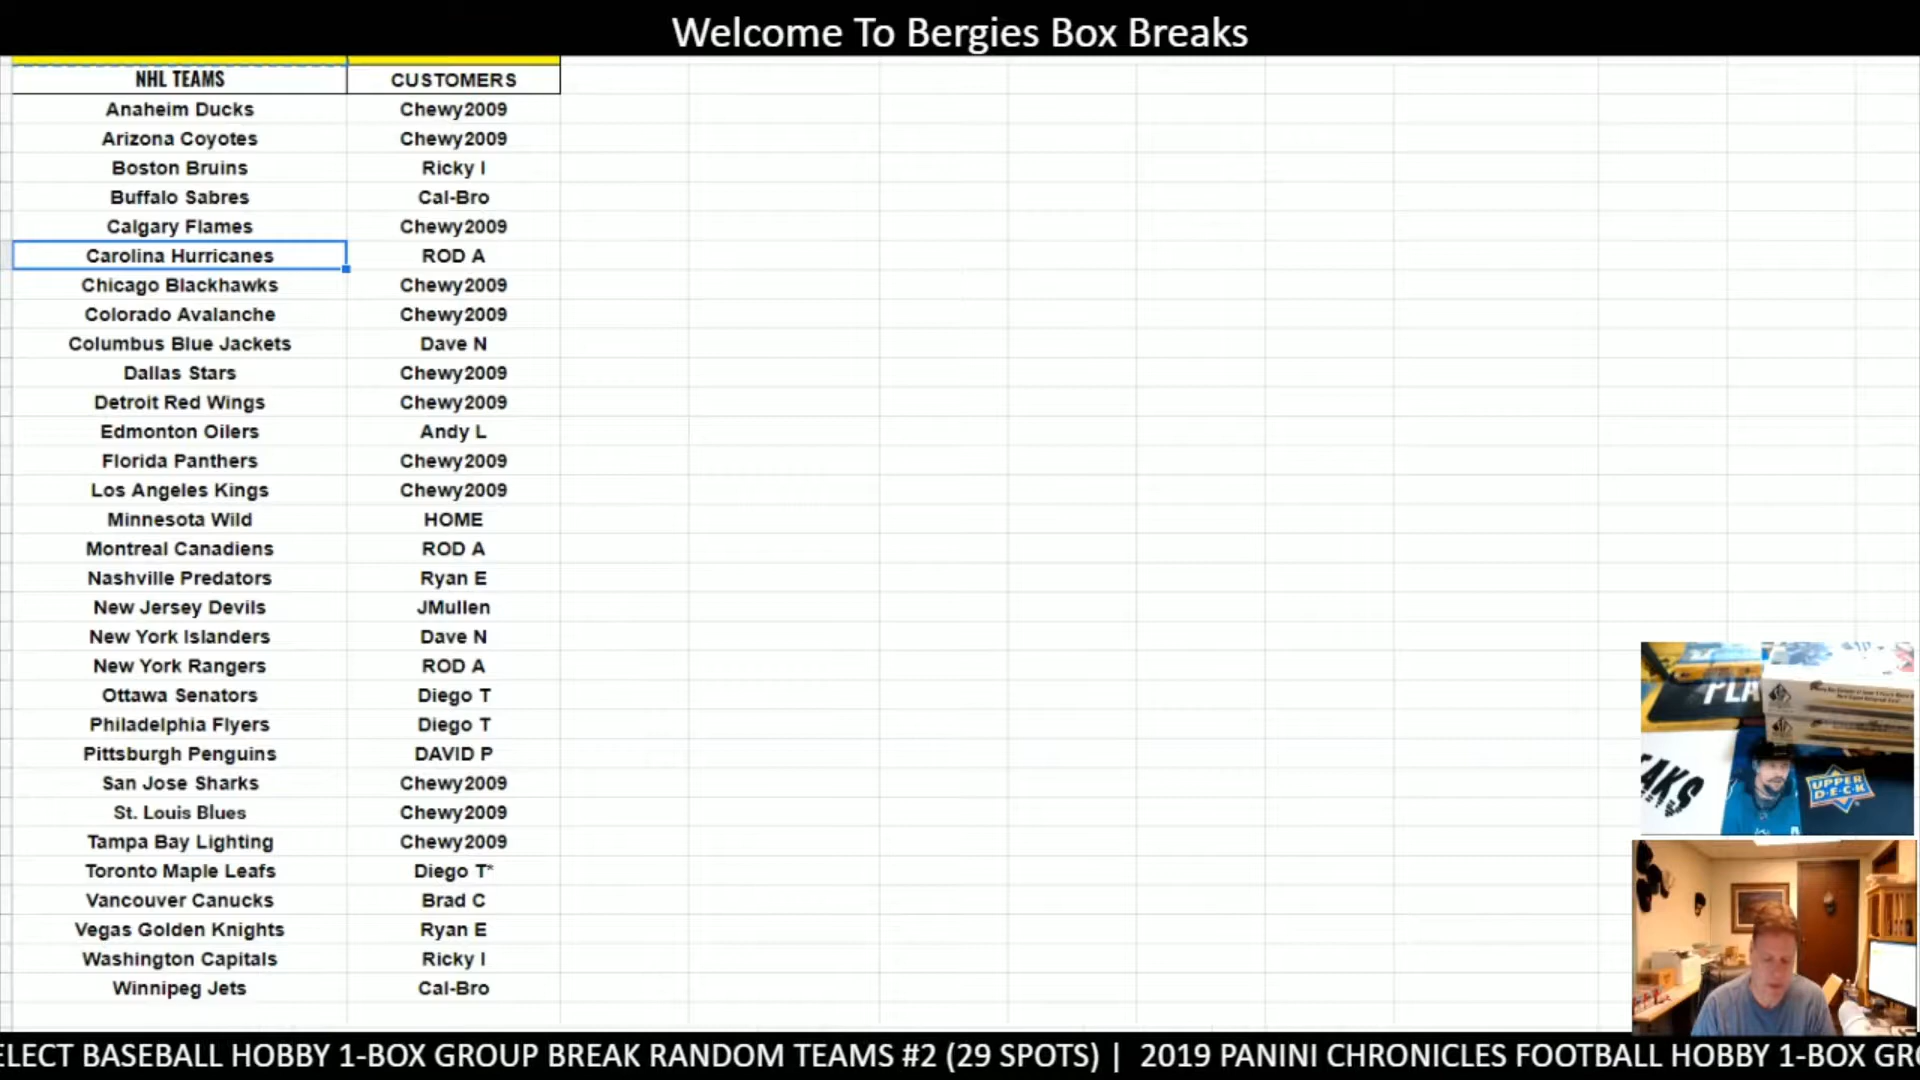 Welcome To Bergies Box Breaks
NHL TEAMS CUSTOMERS
Anaheim Ducks Chewy2009
Arizona Coyotes Chewy2009
Boston Bruins Ricky I
Buffalo Sabres Cal-Bro
Calgary Flames Chewy2009
Carolina Hurricanes ROD A
Chicago Blackhawks Chewy2009
Colorado Avalanche Chewy2009
Columbus Blue Jackets Dave N
Dallas Stars Chewy2009
Detroit Red Wings Chewy2009
Edmonton Oilers Andy L
Florida Panthers Chewy2009
Los Angeles Kings Chewy2009
Minnesota Wild HOME
Montreal Canadiens ROD A
Nashville Predators Ryan E
New Jersey Devils JMullen
New York Islanders Dave N
New York Rangers ROD A
Ottawa Senators Diego T
Philadelphia Flyers Diego T
Pittsburgh Penguins DAVID P
San Jose Sharks Chewy2009
St. Louis Blues Chewy2009
Tampa Bay Lighting Chewy2009
Toronto Maple Leafs Diego T*
Vancouver Canucks Brad C
Vegas Golden Knights Ryan E
Washington Capitals Ricky I
Winnipeg Jets Cal-Bro
PLA
AKS
UPPER
DECK
ELECT BASEBALL HOBBY 1-BOX GROUP BREAK RANDOM TEAMS #2 (29 SPOTS) | 2019 PANINI CHRONICLES FOOTBALL HOBBY 1-BOX GR